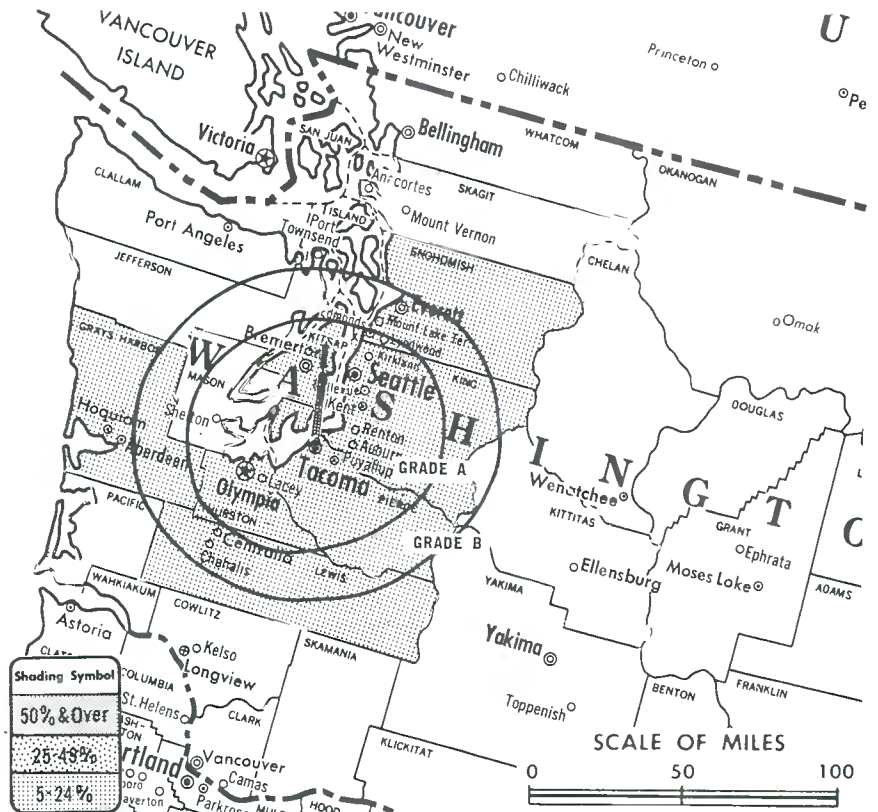 Vancouver
U
VANCOUVER
ISLAND
New
Westminster
Princeton
Chilliwack
Pe
Victoria
SAN JUAN
Bellingham
WHATCOM
OKANOGAN
CLALLAM
Anacortes
SKAGIT
ISLAND
Port
Townsend
Mount Vernon
Port Angeles
SNOHOMISH
CHELAN
JEFFERSON
Everett
Edmonds
Mount Lake Ter
Omak
GRAYS HARBOR
Bremerton
KITSAP
Kirkland
W
A
S
H
I
N
G
T
O
MASON
Seattle
KING
DOUGLAS
Hoquiam
Shelton
Kent
Renton
Aberdeen
Auburn
Puyallup
GRADE A
Tacoma
Lacey
Olympia
PIERCE
Wenatchee
PACIFIC
KITTITAS
GRANT
Centralia
GRADE B
Ephrata
Chehalis
LEWIS
Ellensburg
Moses Lake
WAHKIAKUM
YAKIMA
ADAMS
COWLITZ
Astoria
SKAMANIA
Yakima
Kelso
Longview
Shading Symbol
50% & Over
25-49%
5-24%
COLUMBIA
St. Helens
CLARK
BENTON
FRANKLIN
Toppenish
KLICKITAT
SCALE OF MILES
0 50 100
Vancouver
rtland
Camas
Parkros
averton
HOOD